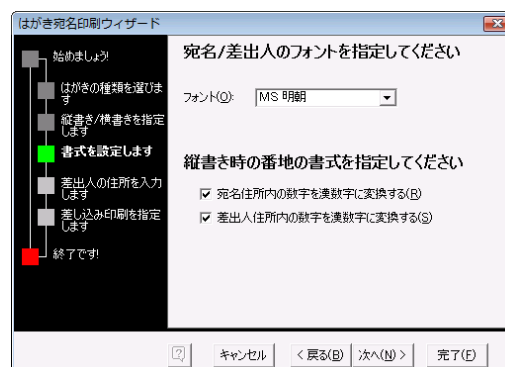 はがき宛名印刷ウィザード
始めましょう!
はがきの種類を選びま
す
縦書き/横書きを指定
します
書式を設定します
差出人の住所を入力
します
差し込み印刷を指定
します
終了です!
宛名/差出人のフォントを指定してください
フォント(O): MS 明朝
縦書き時の番地の書式を指定してください
宛名住所内の数字を漢数字に変換する(R)
差出人住所内の数字を漢数字に変換する(S)
? キャンセル < 戻る(B) 次へ(N) > 完了(F)